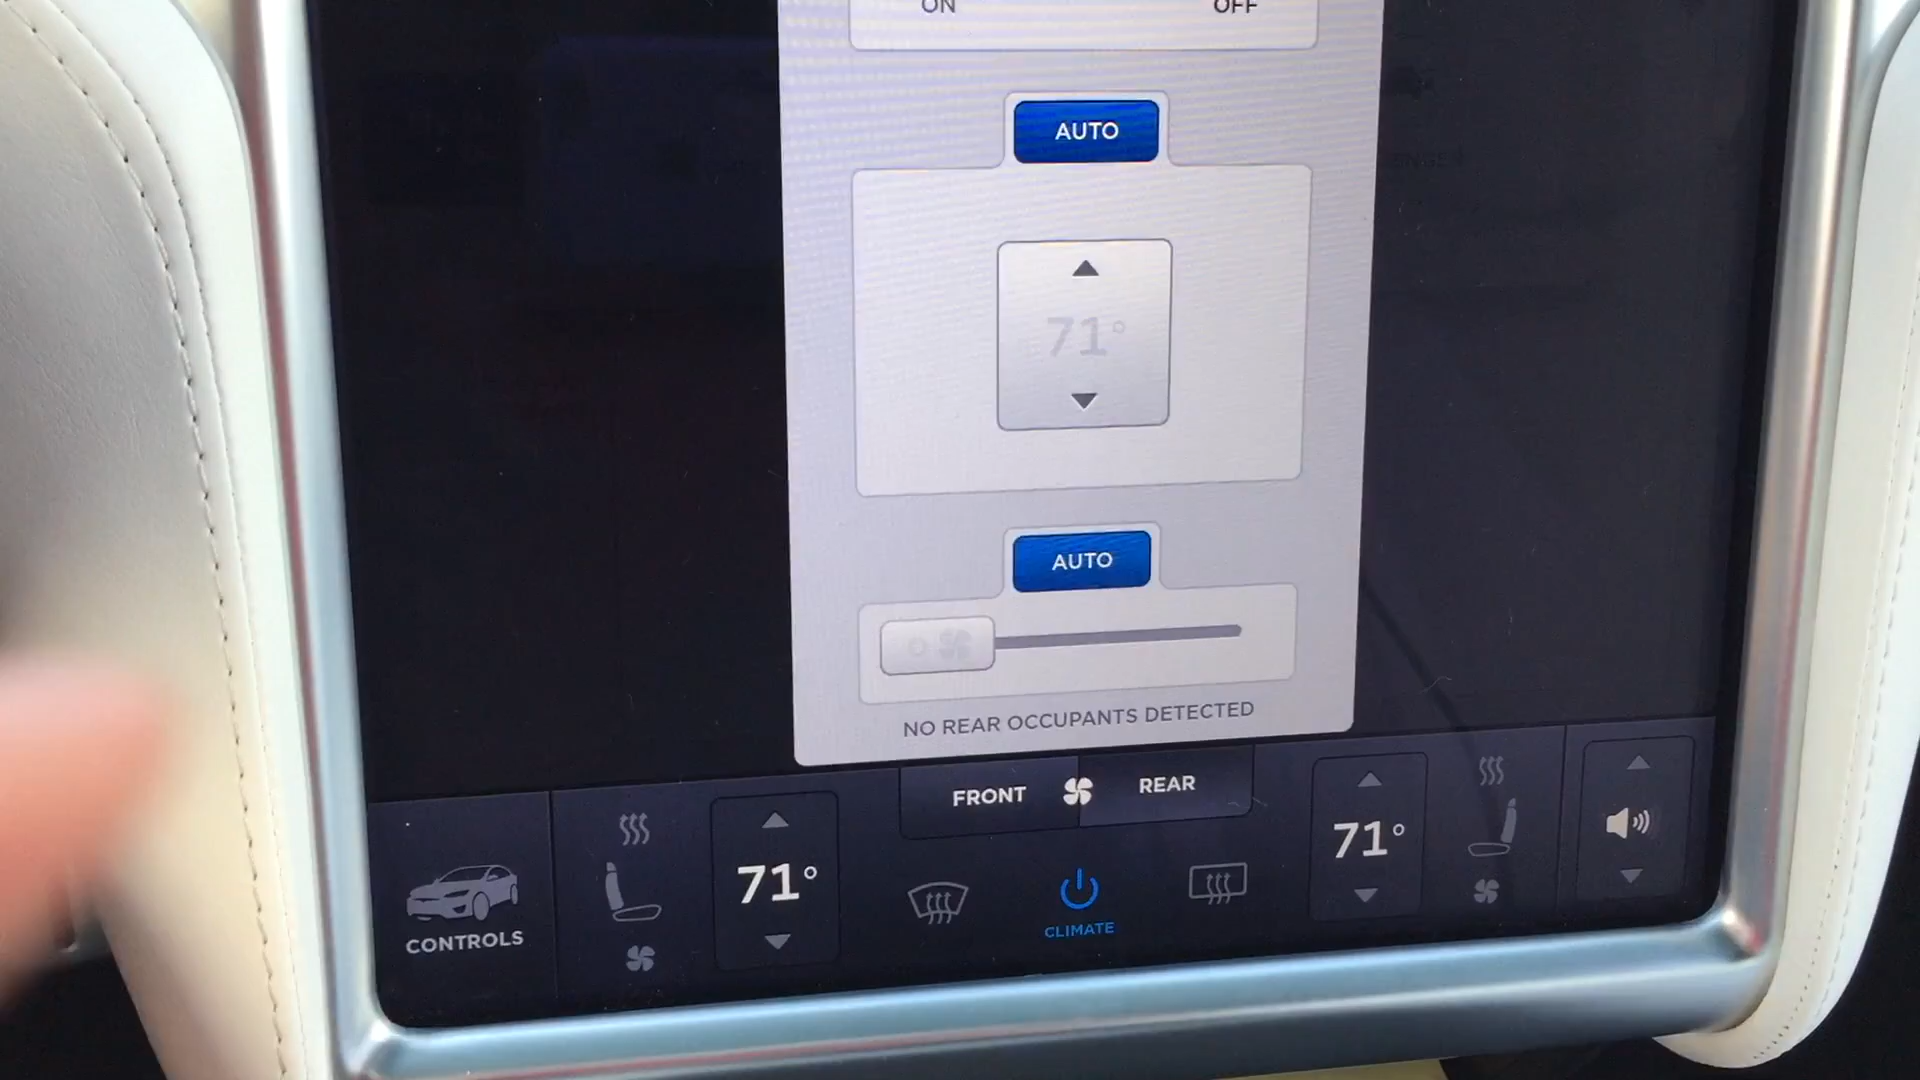 ON OFF
AUTO
71°
AUTO
NO REAR OCCUPANTS DETECTED
FRONT REAR
71°
71°
CONTROLS
CLIMATE